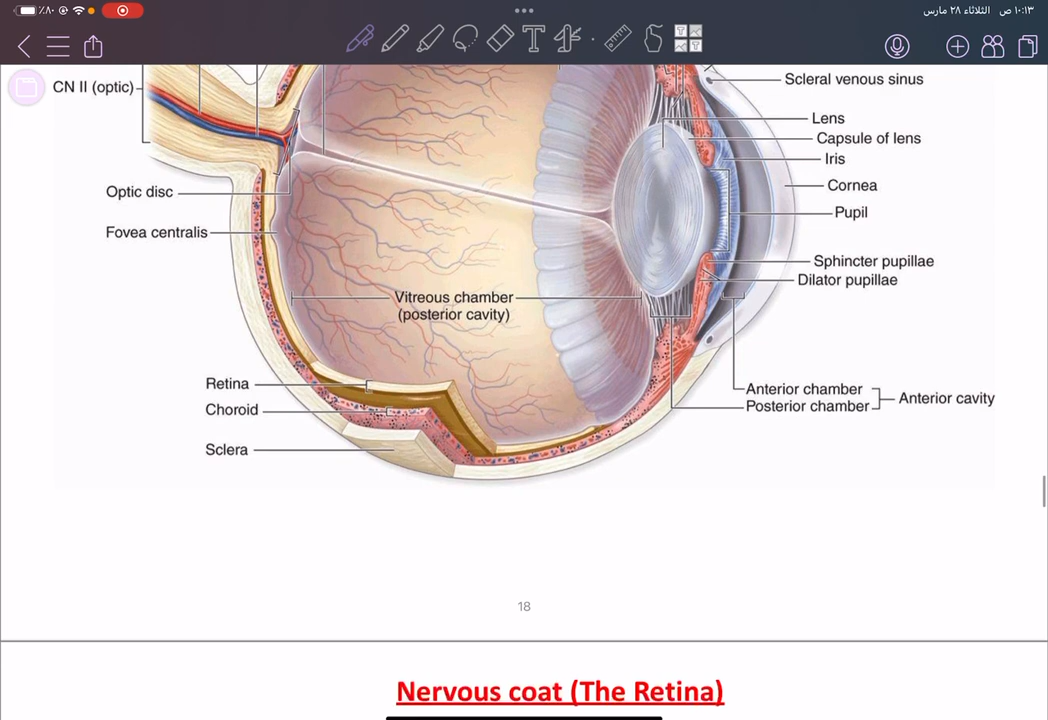 ٪٨٠
١٠:١٣ ص الثلاثاء ٢٨ مارس
CN II (optic)
Optic disc
Fovea centralis
Vitreous chamber
(posterior cavity)
Retina
Choroid
Sclera
Scleral venous sinus
Lens
Capsule of lens
Iris
Cornea
Pupil
Sphincter pupillae
Dilator pupillae
Anterior chamber
Posterior chamber
Anterior cavity
18
Nervous coat (The Retina)